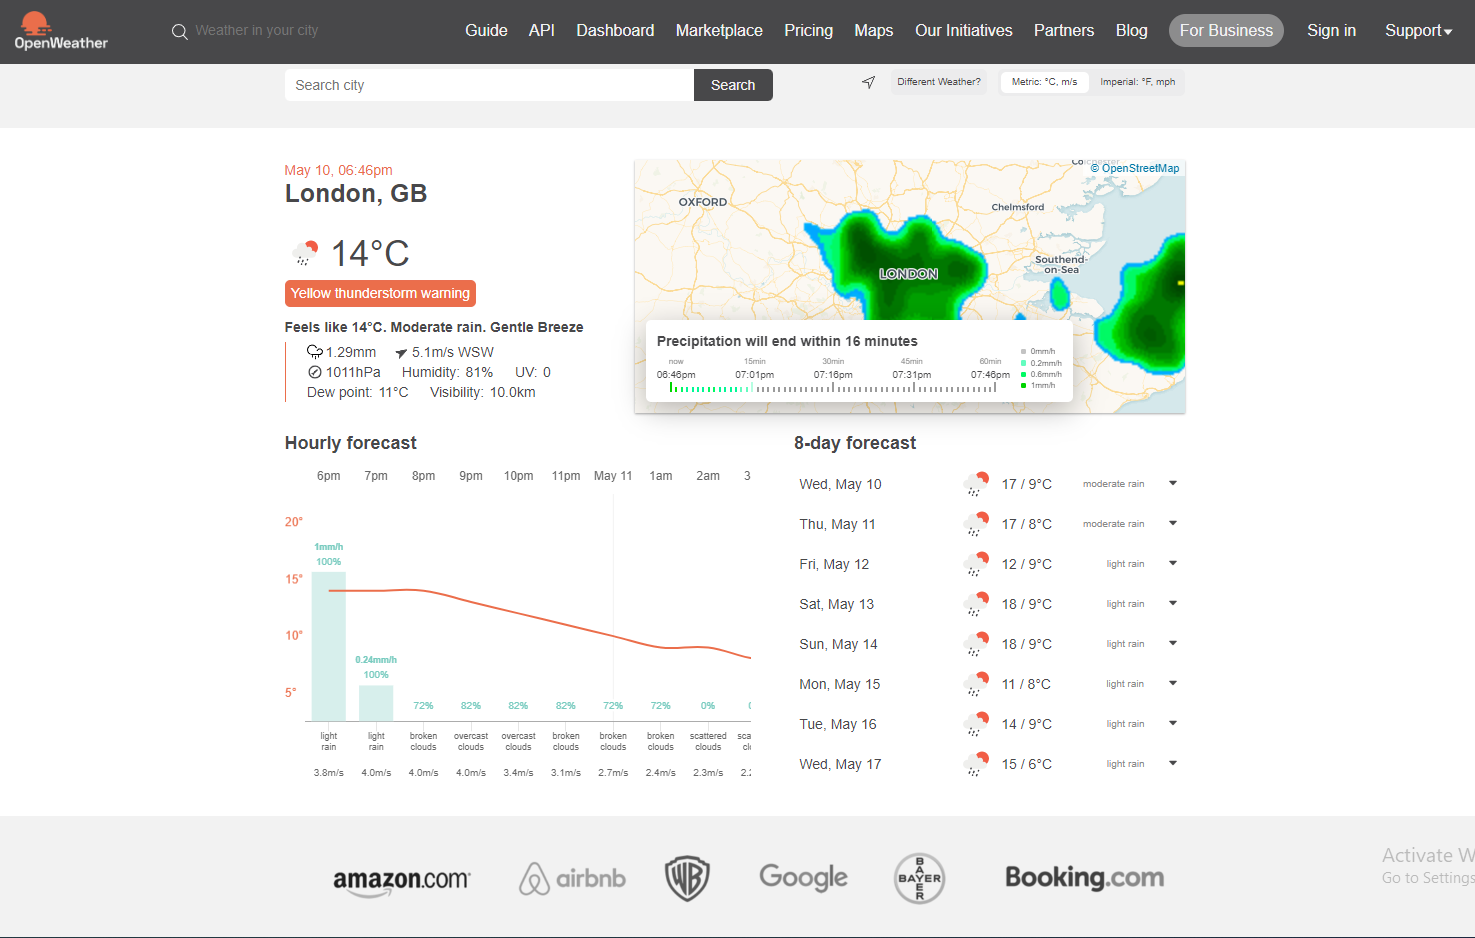 OpenWeather
Weather in your city
Guide
API
Dashboard
Marketplace
Pricing
Maps
Our Initiatives
Partners
Blog
For Business
Sign in
Support
Search city
Search
Different Weather?
Metric: °C, m/s
Imperial: °F, mph
May 10, 06:46pm
London, GB
14°C
Yellow thunderstorm warning
Feels like 14°C. Moderate rain. Gentle Breeze
1.29mm 5.1m/s WSW
1011hPa Humidity: 81% UV: 0
Dew point: 11°C Visibility: 10.0km
© OpenStreetMap
OXFORD
Chelmsford
LONDON
Southend-
on-Sea
Precipitation will end within 16 minutes
now 15min 30min 45min 60min
06:46pm 07:01pm 07:16pm 07:31pm 07:46pm
0mm/h
0.2mm/h
0.6mm/h
1mm/h
Hourly forecast
6pm 7pm 8pm 9pm 10pm 11pm May 11 1am 2am 3
20°
15°
10°
5°
1mm/h
100%
0.24mm/h
100%
72% 82% 82% 82% 72% 72% 0%
light
rain
light
rain
broken
clouds
overcast
clouds
overcast
clouds
broken
clouds
broken
clouds
broken
clouds
scattered
clouds
3.8m/s 4.0m/s 4.0m/s 4.0m/s 3.4m/s 3.1m/s 2.7m/s 2.4m/s 2.3m/s
8-day forecast
Wed, May 10 17 / 9°C moderate rain
Thu, May 11 17 / 8°C moderate rain
Fri, May 12 12 / 9°C light rain
Sat, May 13 18 / 9°C light rain
Sun, May 14 18 / 9°C light rain
Mon, May 15 11 / 8°C light rain
Tue, May 16 14 / 9°C light rain
Wed, May 17 15 / 6°C light rain
amazon.com
airbnb
WB
Google
BAYER
BAYER
Booking.com
Activate W
Go to Settings